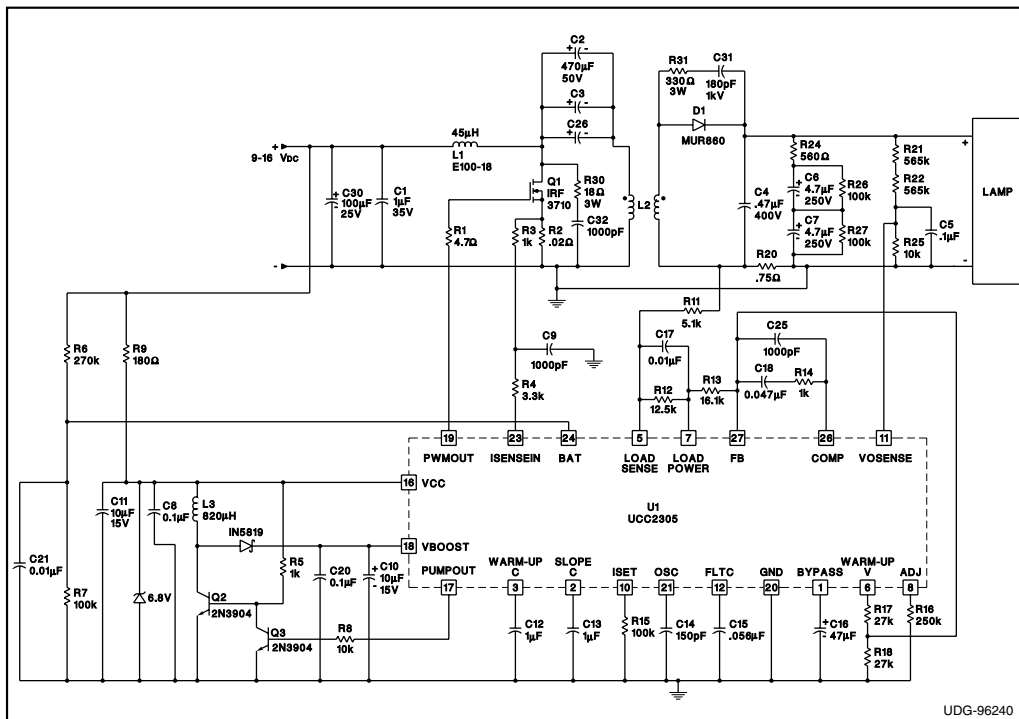 C2
+ -
470µF
50V
C3
+ -
C26
+ -
R31
330Ω
3W
C31
180pF
1kV
D1
MUR860
45µH
L1
E100-18
+
9-16 VDC
-
+
-
C30
100µF
25V
C1
1µF
35V
Q1
IRF
3710
R30
18Ω
3W
C32
1000pF
L2
C4
.47µF
400V
R24
560Ω
+
-
C6
4.7µF
250V
R26
100k
+
-
C7
4.7µF
250V
R27
100k
R21
565k
R22
565k
R25
10k
C5
.1µF
+
-
LAMP
R1
4.7Ω
R3
1k
R2
.02Ω
R20
.75Ω
R11
5.1k
C17
0.01µF
R12
12.5k
R13
16.1k
C25
1000pF
C18
0.047µF
R14
1k
R6
270k
R9
180Ω
C9
1000pF
R4
3.3k
19
PWMOUT
23
ISENSEIN
24
BAT
5
LOAD
SENSE
7
LOAD
POWER
27
FB
26
COMP
11
VOSENSE
16 VCC
U1
UCC2305
18 VBOOST
PUMPOUT
17
WARM-UP
C
3
SLOPE
C
2
ISET
10
OSC
21
FLTC
12
GND
20
BYPASS
1
WARM-UP
V
6
ADJ
8
C21
0.01µF
R7
100k
C11
10µF
15V
6.8V
C8
0.1µF
L3
820µH
IN5819
R5
1k
C20
0.1µF
+
-
C10
10µF
15V
Q2
2N3904
Q3
2N3904
R8
10k
C12
1µF
C13
1µF
R15
100k
C14
150pF
C15
.056µF
+
-
C16
47µF
R17
27k
R18
27k
R16
250k
UDG-96240